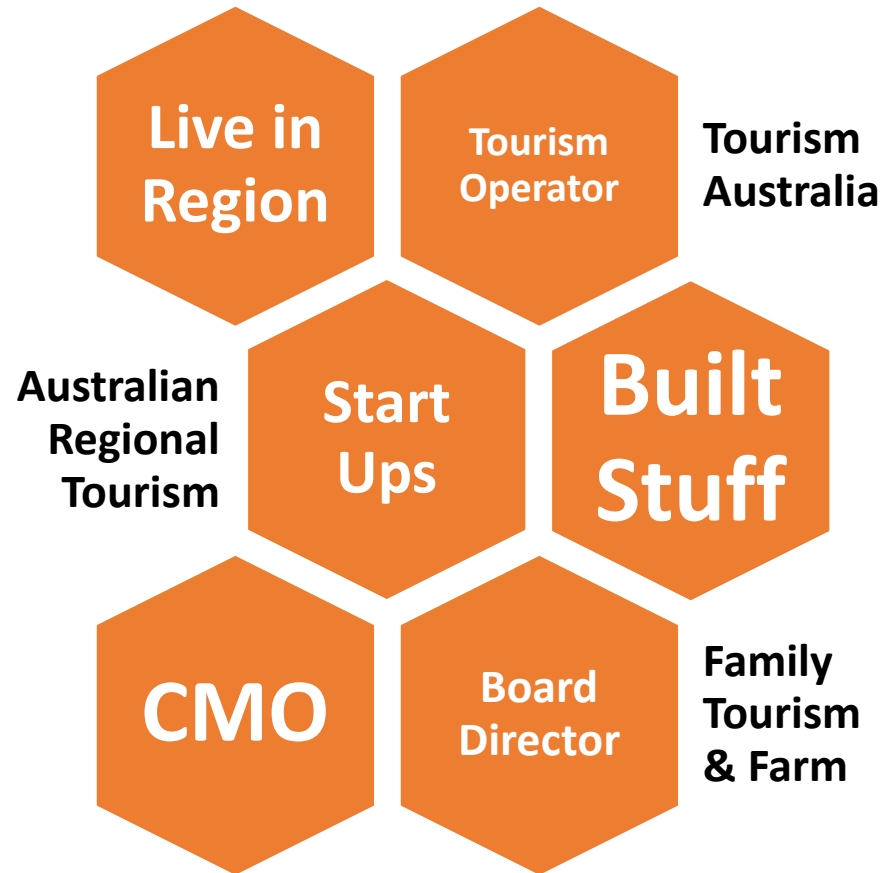 Live in
Region
Tourism
Operator
Tourism
Australia
Australian
Regional
Tourism
Start
Ups
Built
Stuff
CMO
Board
Director
Family
Tourism
& Farm